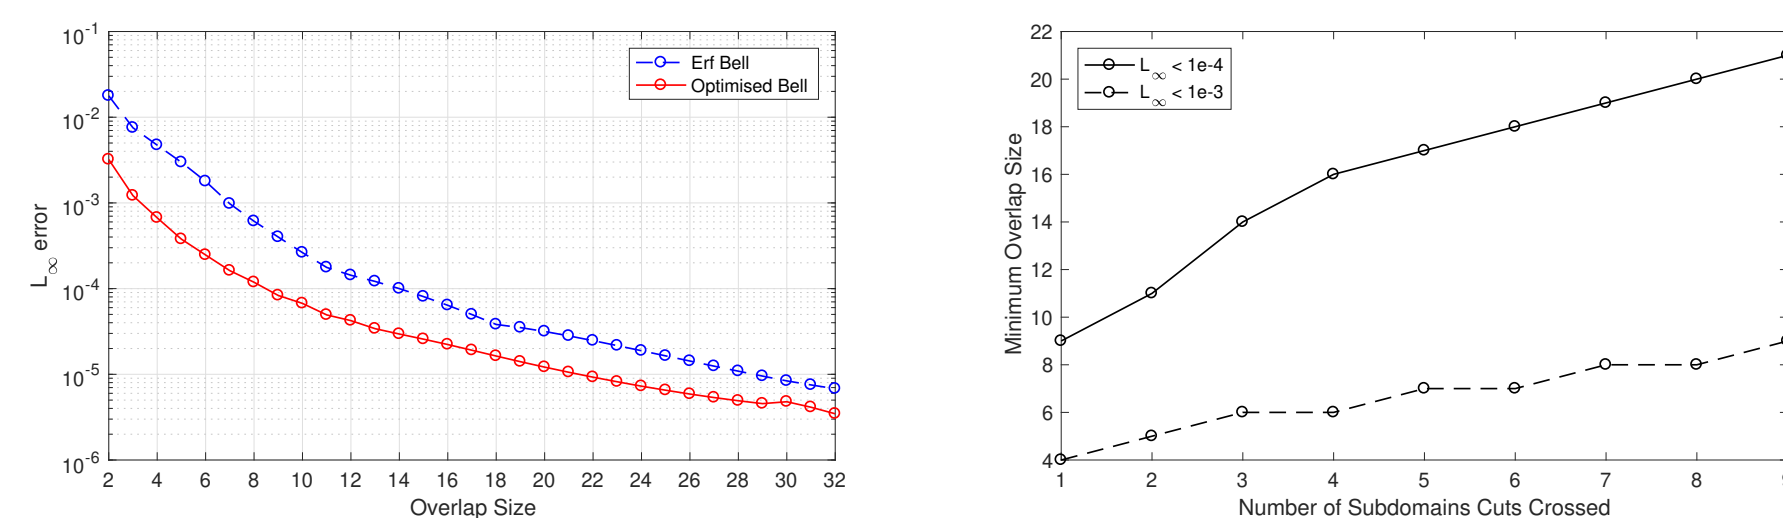 10^-1
10^-2
10^-3
10^-4
10^-5
10^-6
L∞ error
Erf Bell
Optimised Bell
2 4 6 8 10 12 14 16 18 20 22 24 26 28 30 32
Overlap Size
22
20
18
16
14
12
10
8
6
4
Minimum Overlap Size
L∞ < 1e-4
L∞ < 1e-3
1 2 3 4 5 6 7 8
Number of Subdomains Cuts Crossed